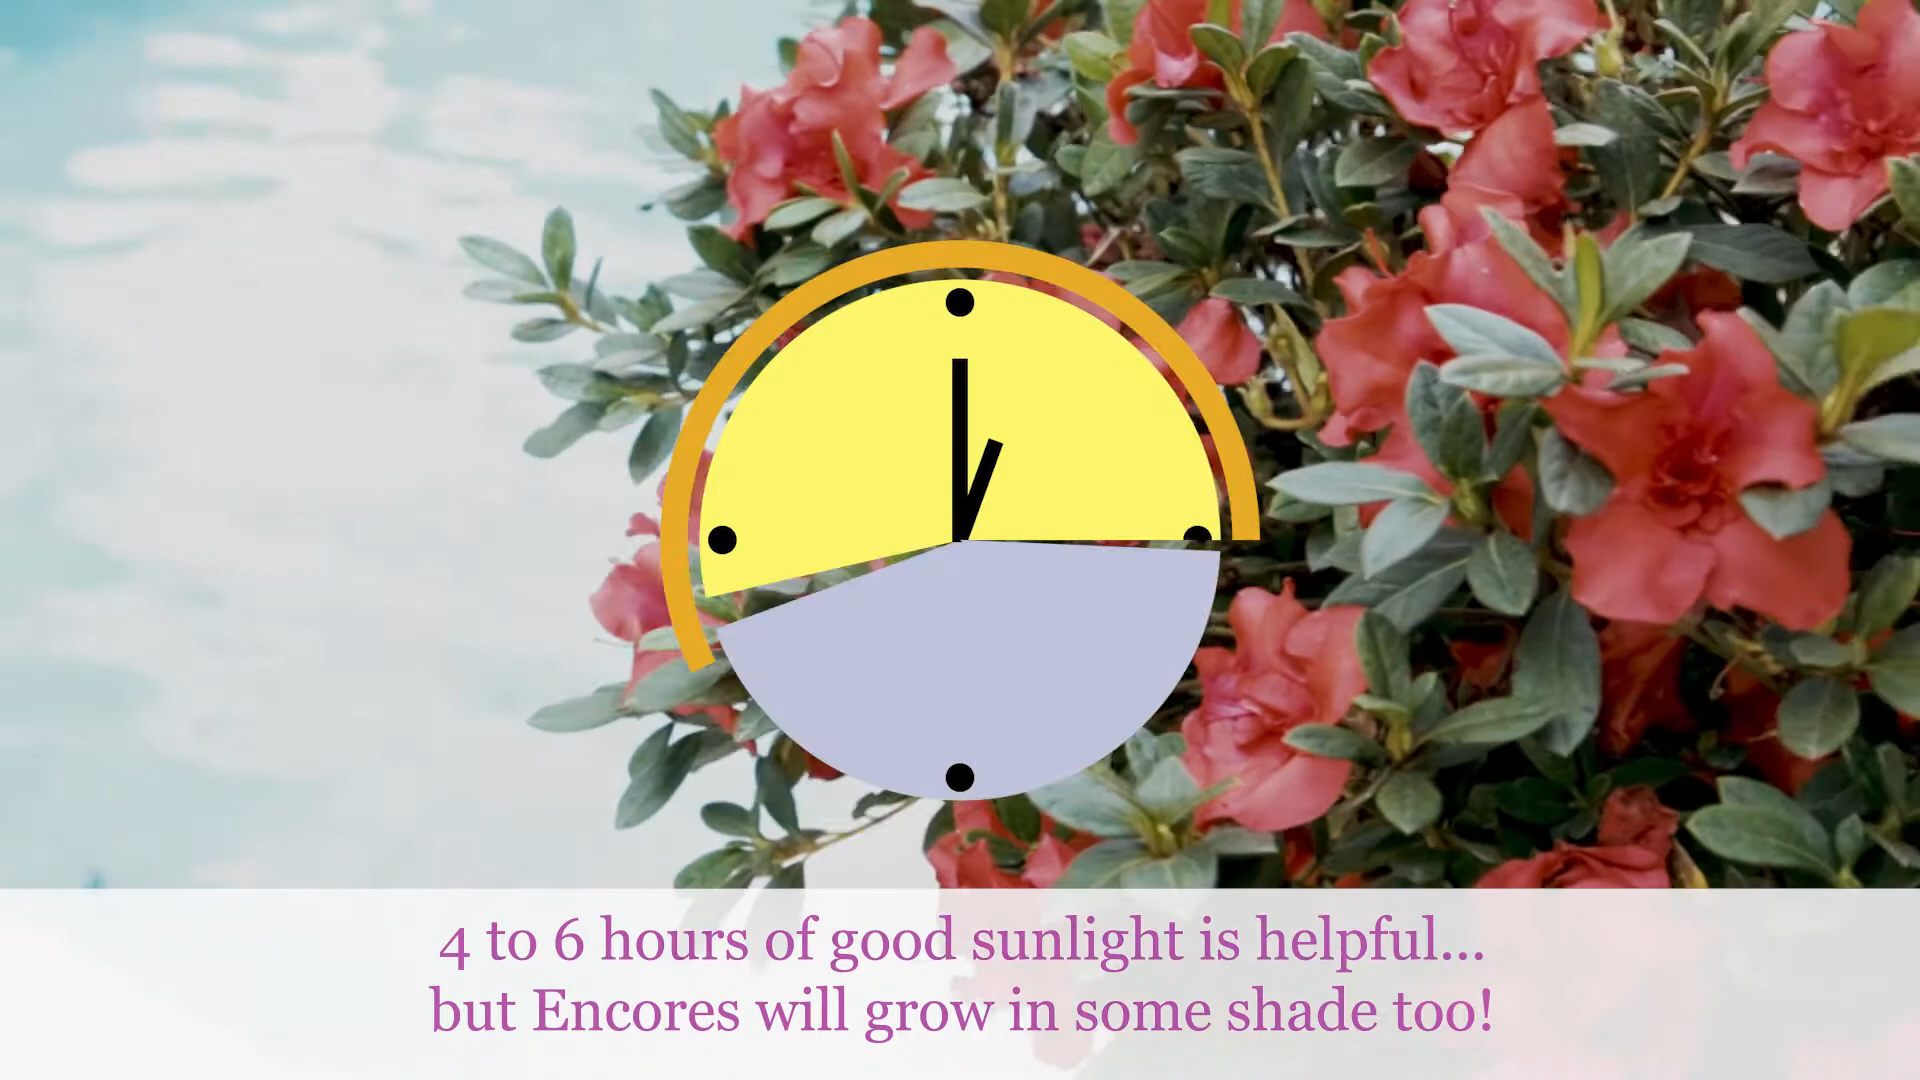 4 to 6 hours of good sunlight is helpful...
but Encores will grow in some shade too!